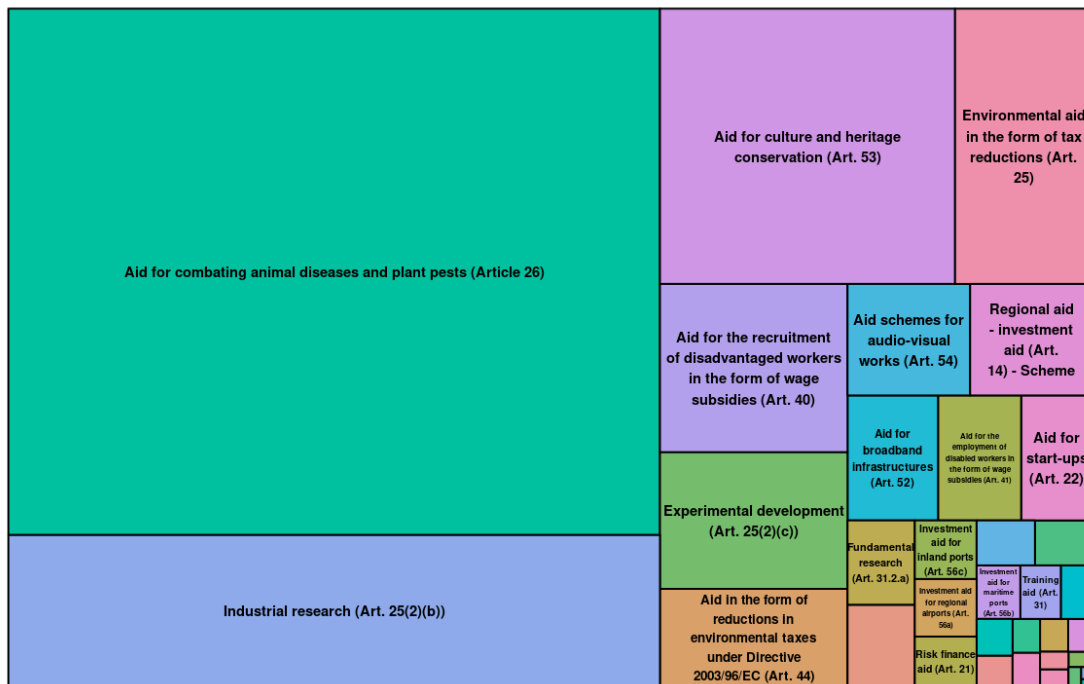 Aid for combating animal diseases and plant pests (Article 26)
Industrial research (Art. 25(2)(b))
Aid for culture and heritage
conservation (Art. 53)
Environmental aid
in the form of tax
reductions (Art.
25)
Aid for the recruitment
of disadvantaged workers
in the form of wage
subsidies (Art. 40)
Aid schemes for
audio-visual
works (Art. 54)
Regional aid
- investment
aid (Art.
14) - Scheme
Experimental development
(Art. 25(2)(c))
Aid for
broadband
infrastructures
(Art. 52)
Aid for the
employment of
disabled workers in
the form of wage
subsidies (Art. 41)
Aid for
start-ups
(Art. 22)
Aid in the form of
reductions in
environmental taxes
under Directive
2003/96/EC (Art. 44)
Fundamental
research
(Art. 31.2.a)
Investment
aid for
inland ports
(Art. 56c)
Investment aid
for regional
airports (Art.
56a)
Risk finance
aid (Art. 21)
Investment
aid for
maritime
ports
(Art. 56b)
Training
aid (Art.
31)